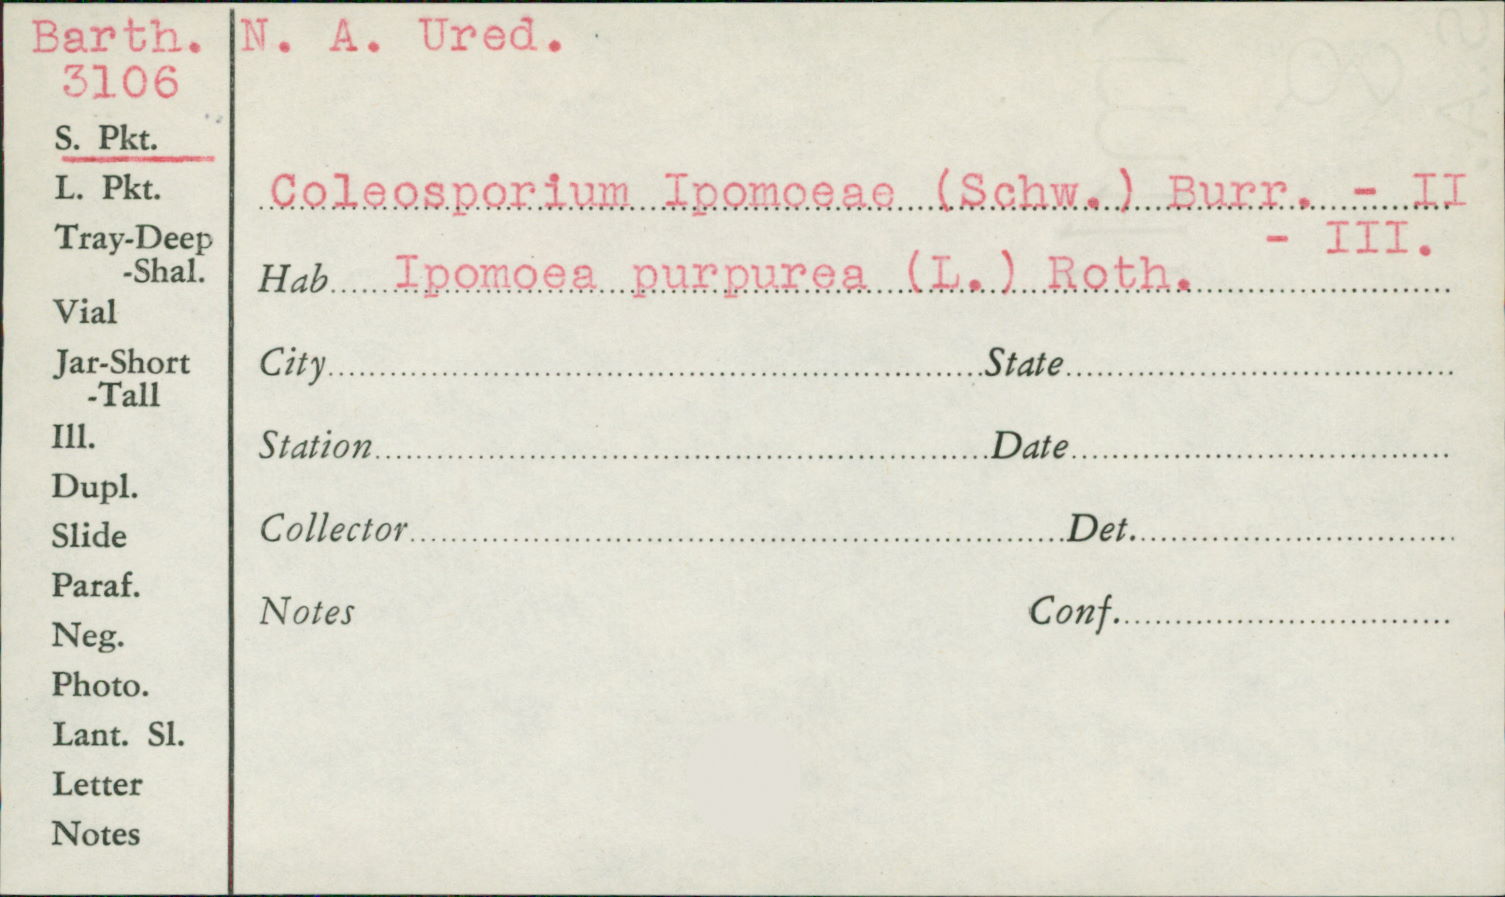 Barth. N. A. Ured.
3106
S. Pkt.
L. Pkt.
Coleosporium Ipomoeae (Schw.) Burr. - II
- III.
Tray-Deep
-Shal.
Hab Ipomoea purpurea (L.) Roth.
Vial
City State
Jar-Short
-Tall
Ill.
Station Date
Dupl.
Slide
Collector Det.
Paraf.
Notes Conf.
Neg.
Photo.
Lant. Sl.
Letter
Notes